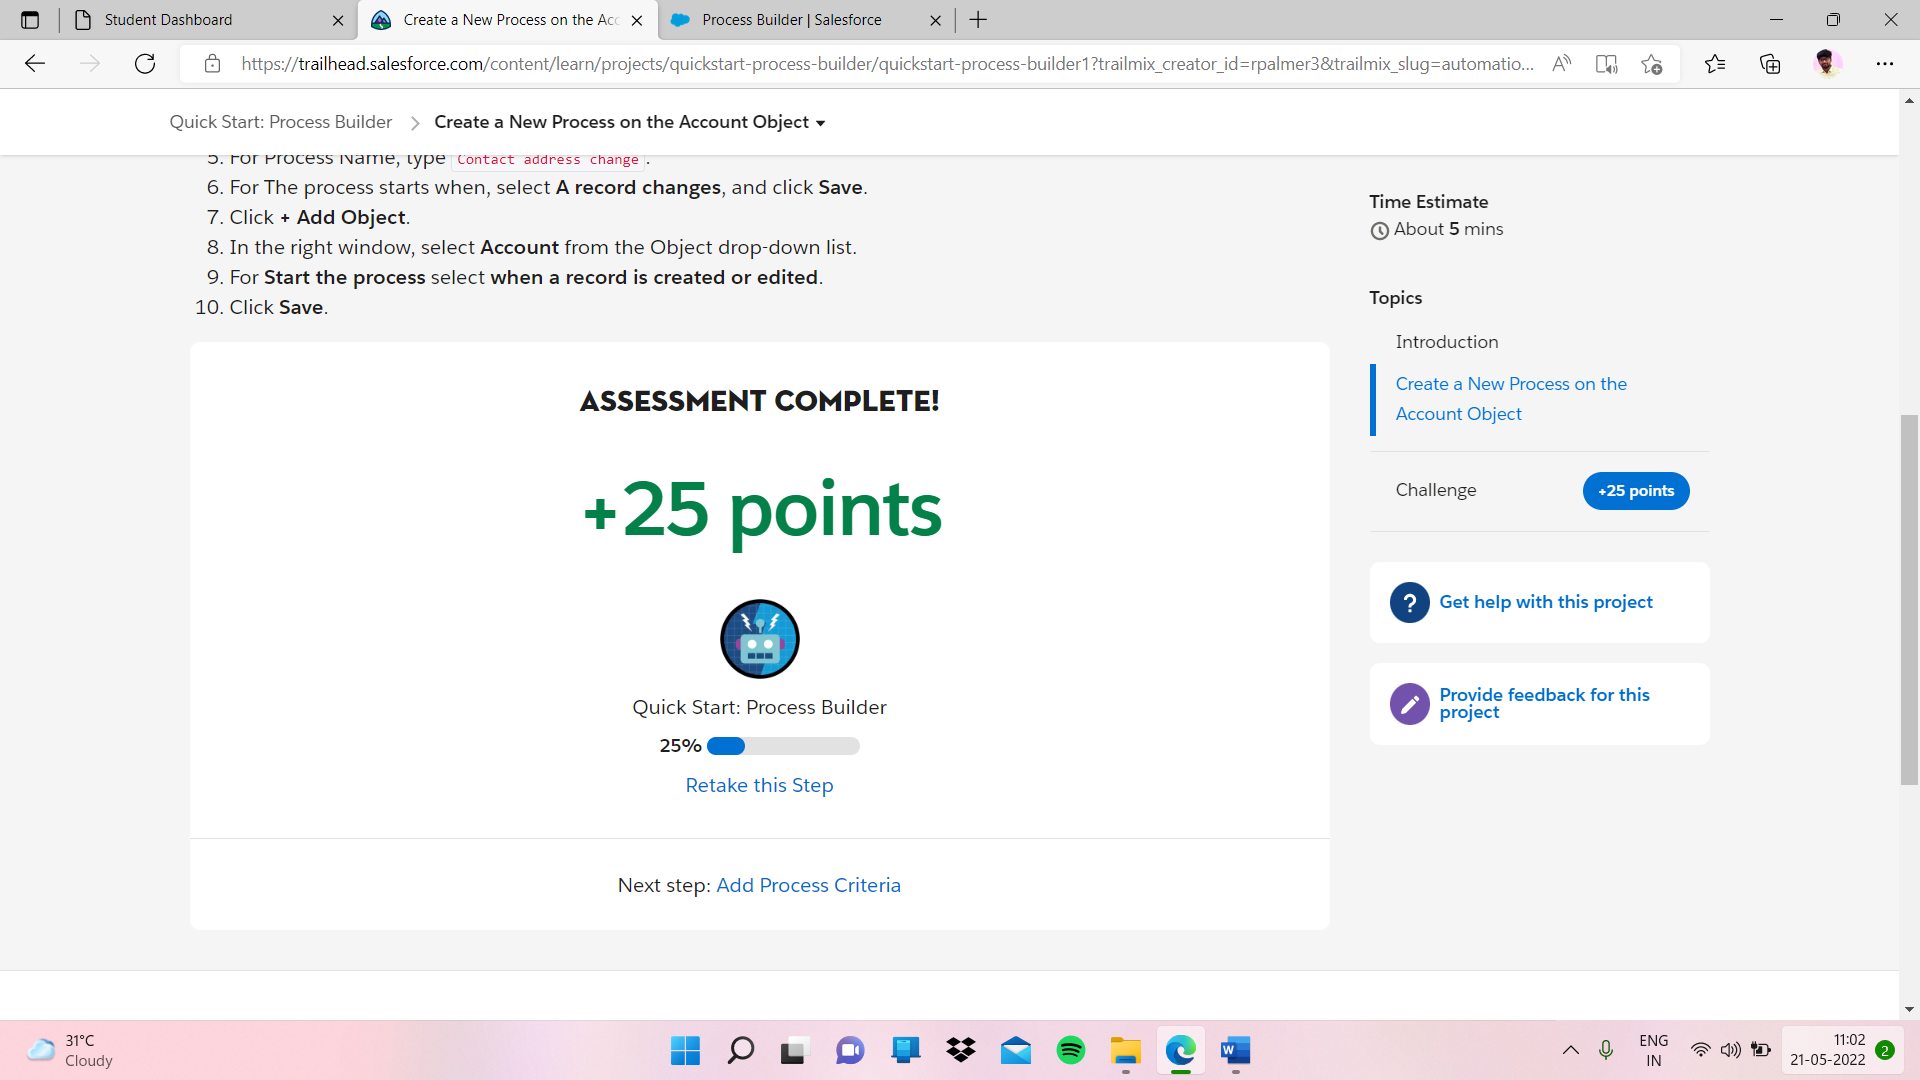 Student Dashboard
Create a New Process on the Acc
Process Builder | Salesforce
https://trailhead.salesforce.com/content/learn/projects/quickstart-process-builder/quickstart-process-builder1?trailmix_creator_id=rpalmer3&trailmix_slug=automatio...
Quick Start: Process Builder
Create a New Process on the Account Object
5. For Process Name, type Contact address change.
6. For The process starts when, select A record changes, and click Save.
7. Click + Add Object.
8. In the right window, select Account from the Object drop-down list.
9. For Start the process select when a record is created or edited.
10. Click Save.
ASSESSMENT COMPLETE!
+25 points
Quick Start: Process Builder
25%
Retake this Step
Next step: Add Process Criteria
Time Estimate
About 5 mins
Topics
Introduction
Create a New Process on the
Account Object
Challenge
+25 points
? Get help with this project
Provide feedback for this
project
31°C
Cloudy
W
ENG
IN
11:02
21-05-2022
2